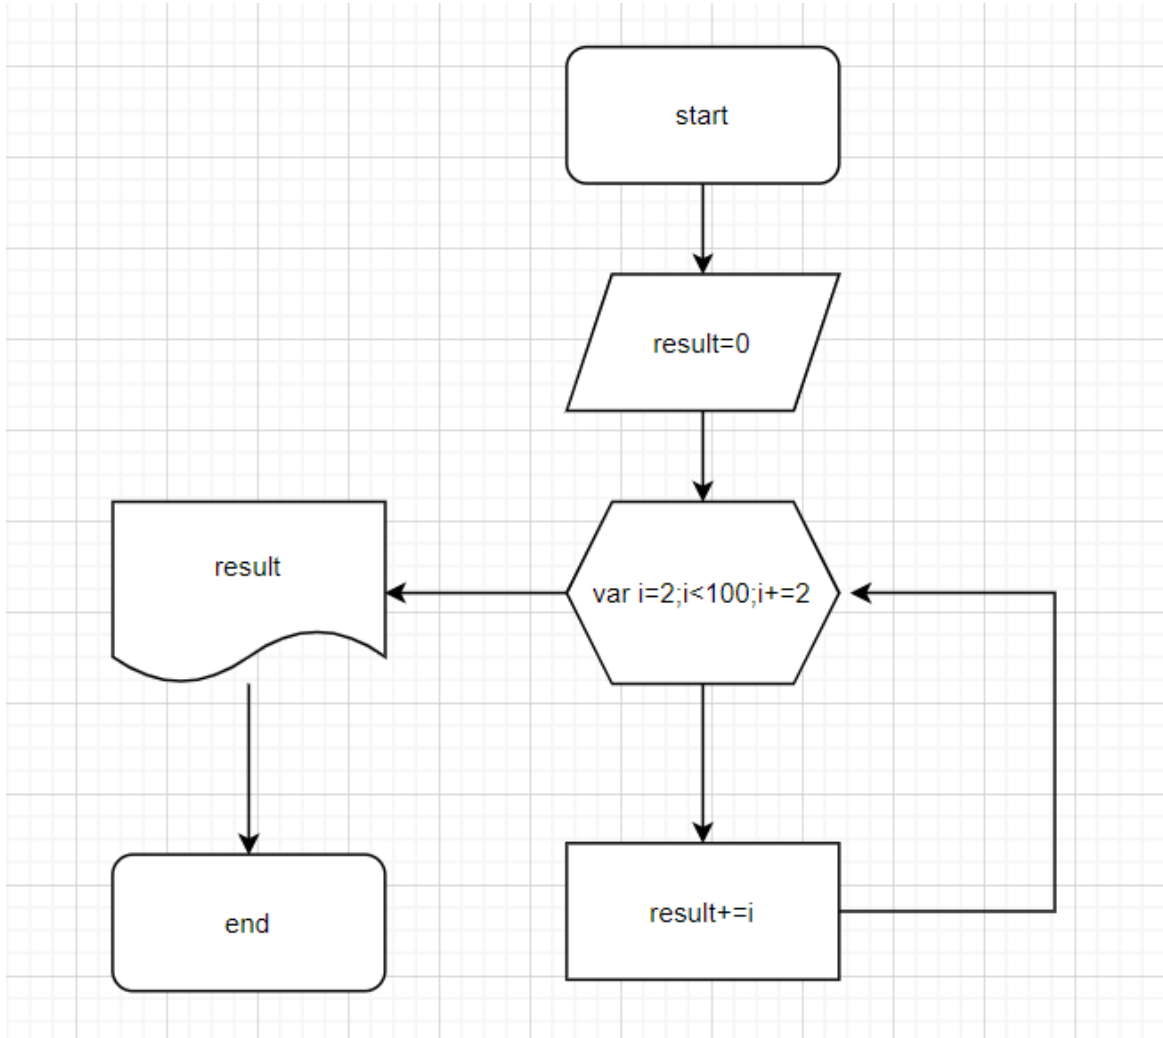 start
result=0
var i=2;i<100;i+=2
result
result+=i
end